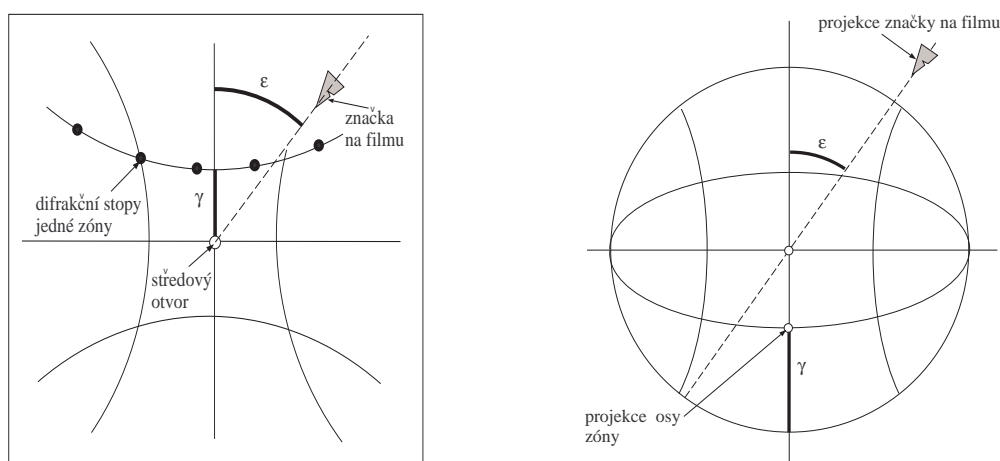 ε
značka
na filmu
difrakční stopy
jedné zóny
γ
středový
otvor
projekce značky na filmu
ε
γ
projekce osy
zóny